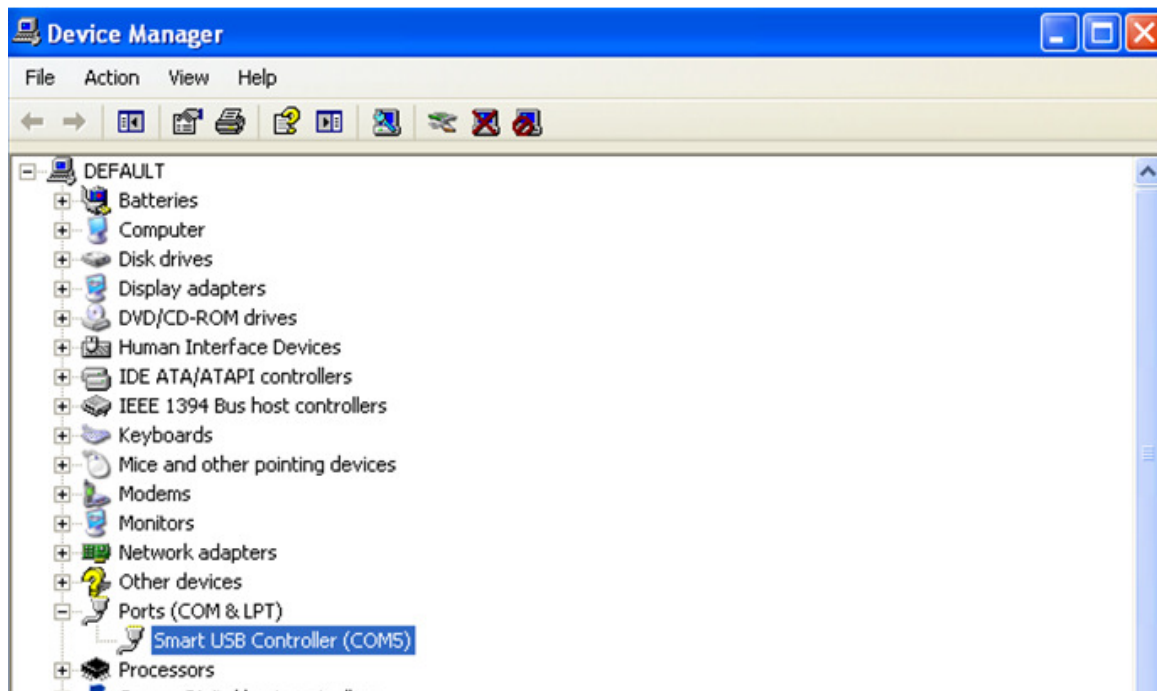 Device Manager
File Action View Help
DEFAULT
Batteries
Computer
Disk drives
Display adapters
DVD/CD-ROM drives
Human Interface Devices
IDE ATA/ATAPI controllers
IEEE 1394 Bus host controllers
Keyboards
Mice and other pointing devices
Modems
Monitors
Network adapters
Other devices
Ports (COM & LPT)
Smart USB Controller (COM5)
Processors